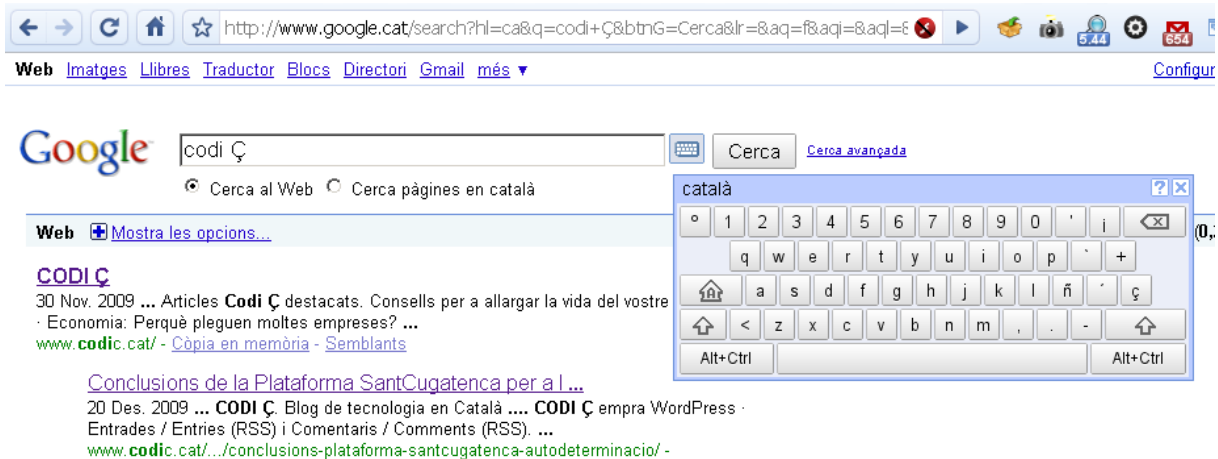 http://www.google.cat/search?hl=ca&q=codi+Ç&btnG=Cerca&lr=&aq=f&aqi=&aql=
5.44
654
Web Imatges Llibres Traductor Blocs Directori Gmail més ▼
Configur
Google
codi Ç
Cerca
Cerca avançada
Cerca al Web
Cerca pàgines en català
català
? X
º 1 2 3 4 5 6 7 8 9 0 ' ¡
q w e r t y u i o p ` +
a s d f g h j k l ñ ´ ç
< z x c v b n m , . -
Alt+Ctrl
Alt+Ctrl
Web Mostra les opcions...
(0,
CODI Ç
30 Nov. 2009 ... Articles Codi Ç destacats. Consells per a allargar la vida del vostre
· Economia: Perquè pleguen moltes empreses? ...
www.codic.cat/ - Còpia en memòria - Semblants
Conclusions de la Plataforma SantCugatenca per a l ...
20 Des. 2009 ... CODI Ç. Blog de tecnologia en Català .... CODI Ç empra WordPress ·
Entrades / Entries (RSS) i Comentaris / Comments (RSS). ...
www.codic.cat/.../conclusions-plataforma-santcugatenca-autodeterminacio/ -